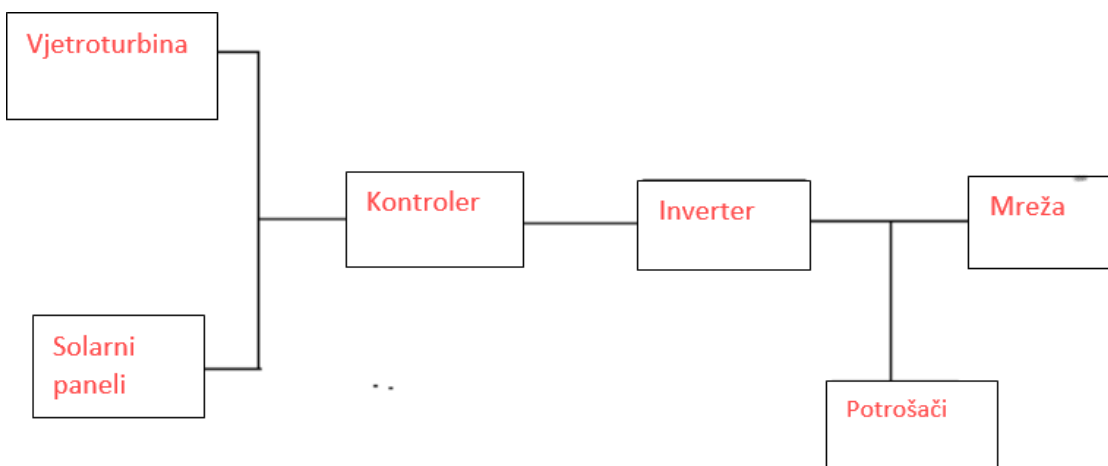 Vjetroturbina
Kontroler
Inverter
Mreža
Solarni
paneli
Potrošači